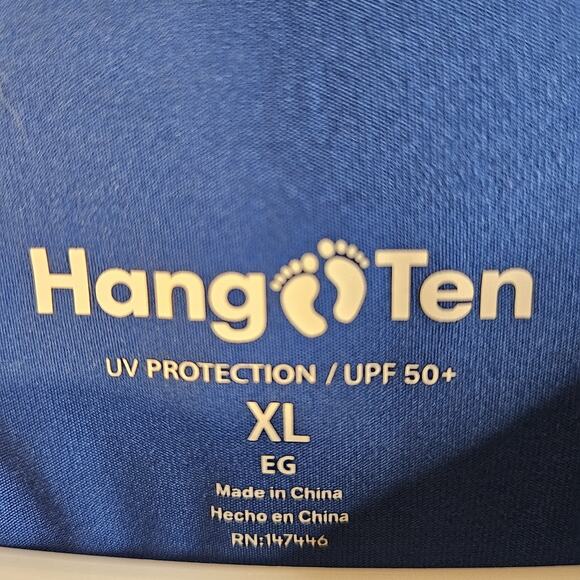 Hang Ten
UV PROTECTION / UPF 50+
XL
EG
Made in China
Hecho en China
RN:147446